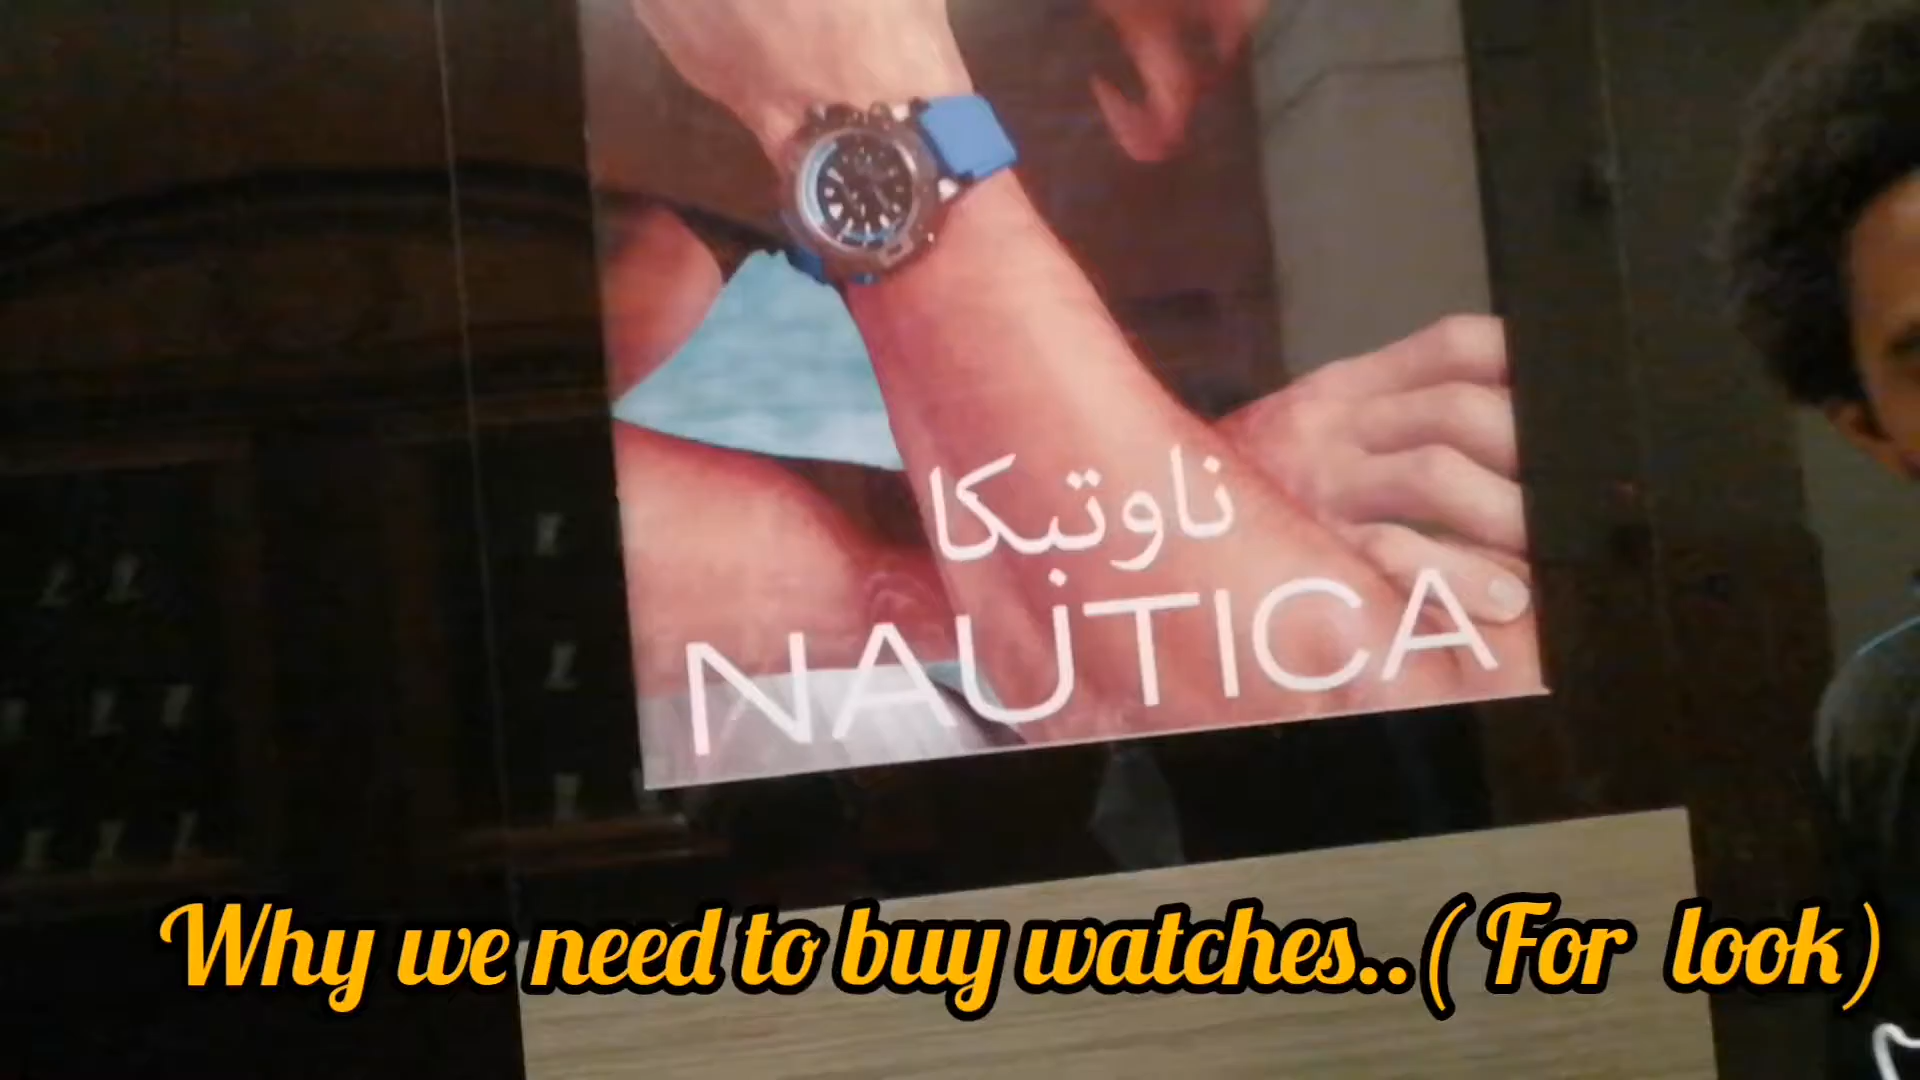 ناوتيكا
NAUTICA
Why we need to buy watches..( For look)